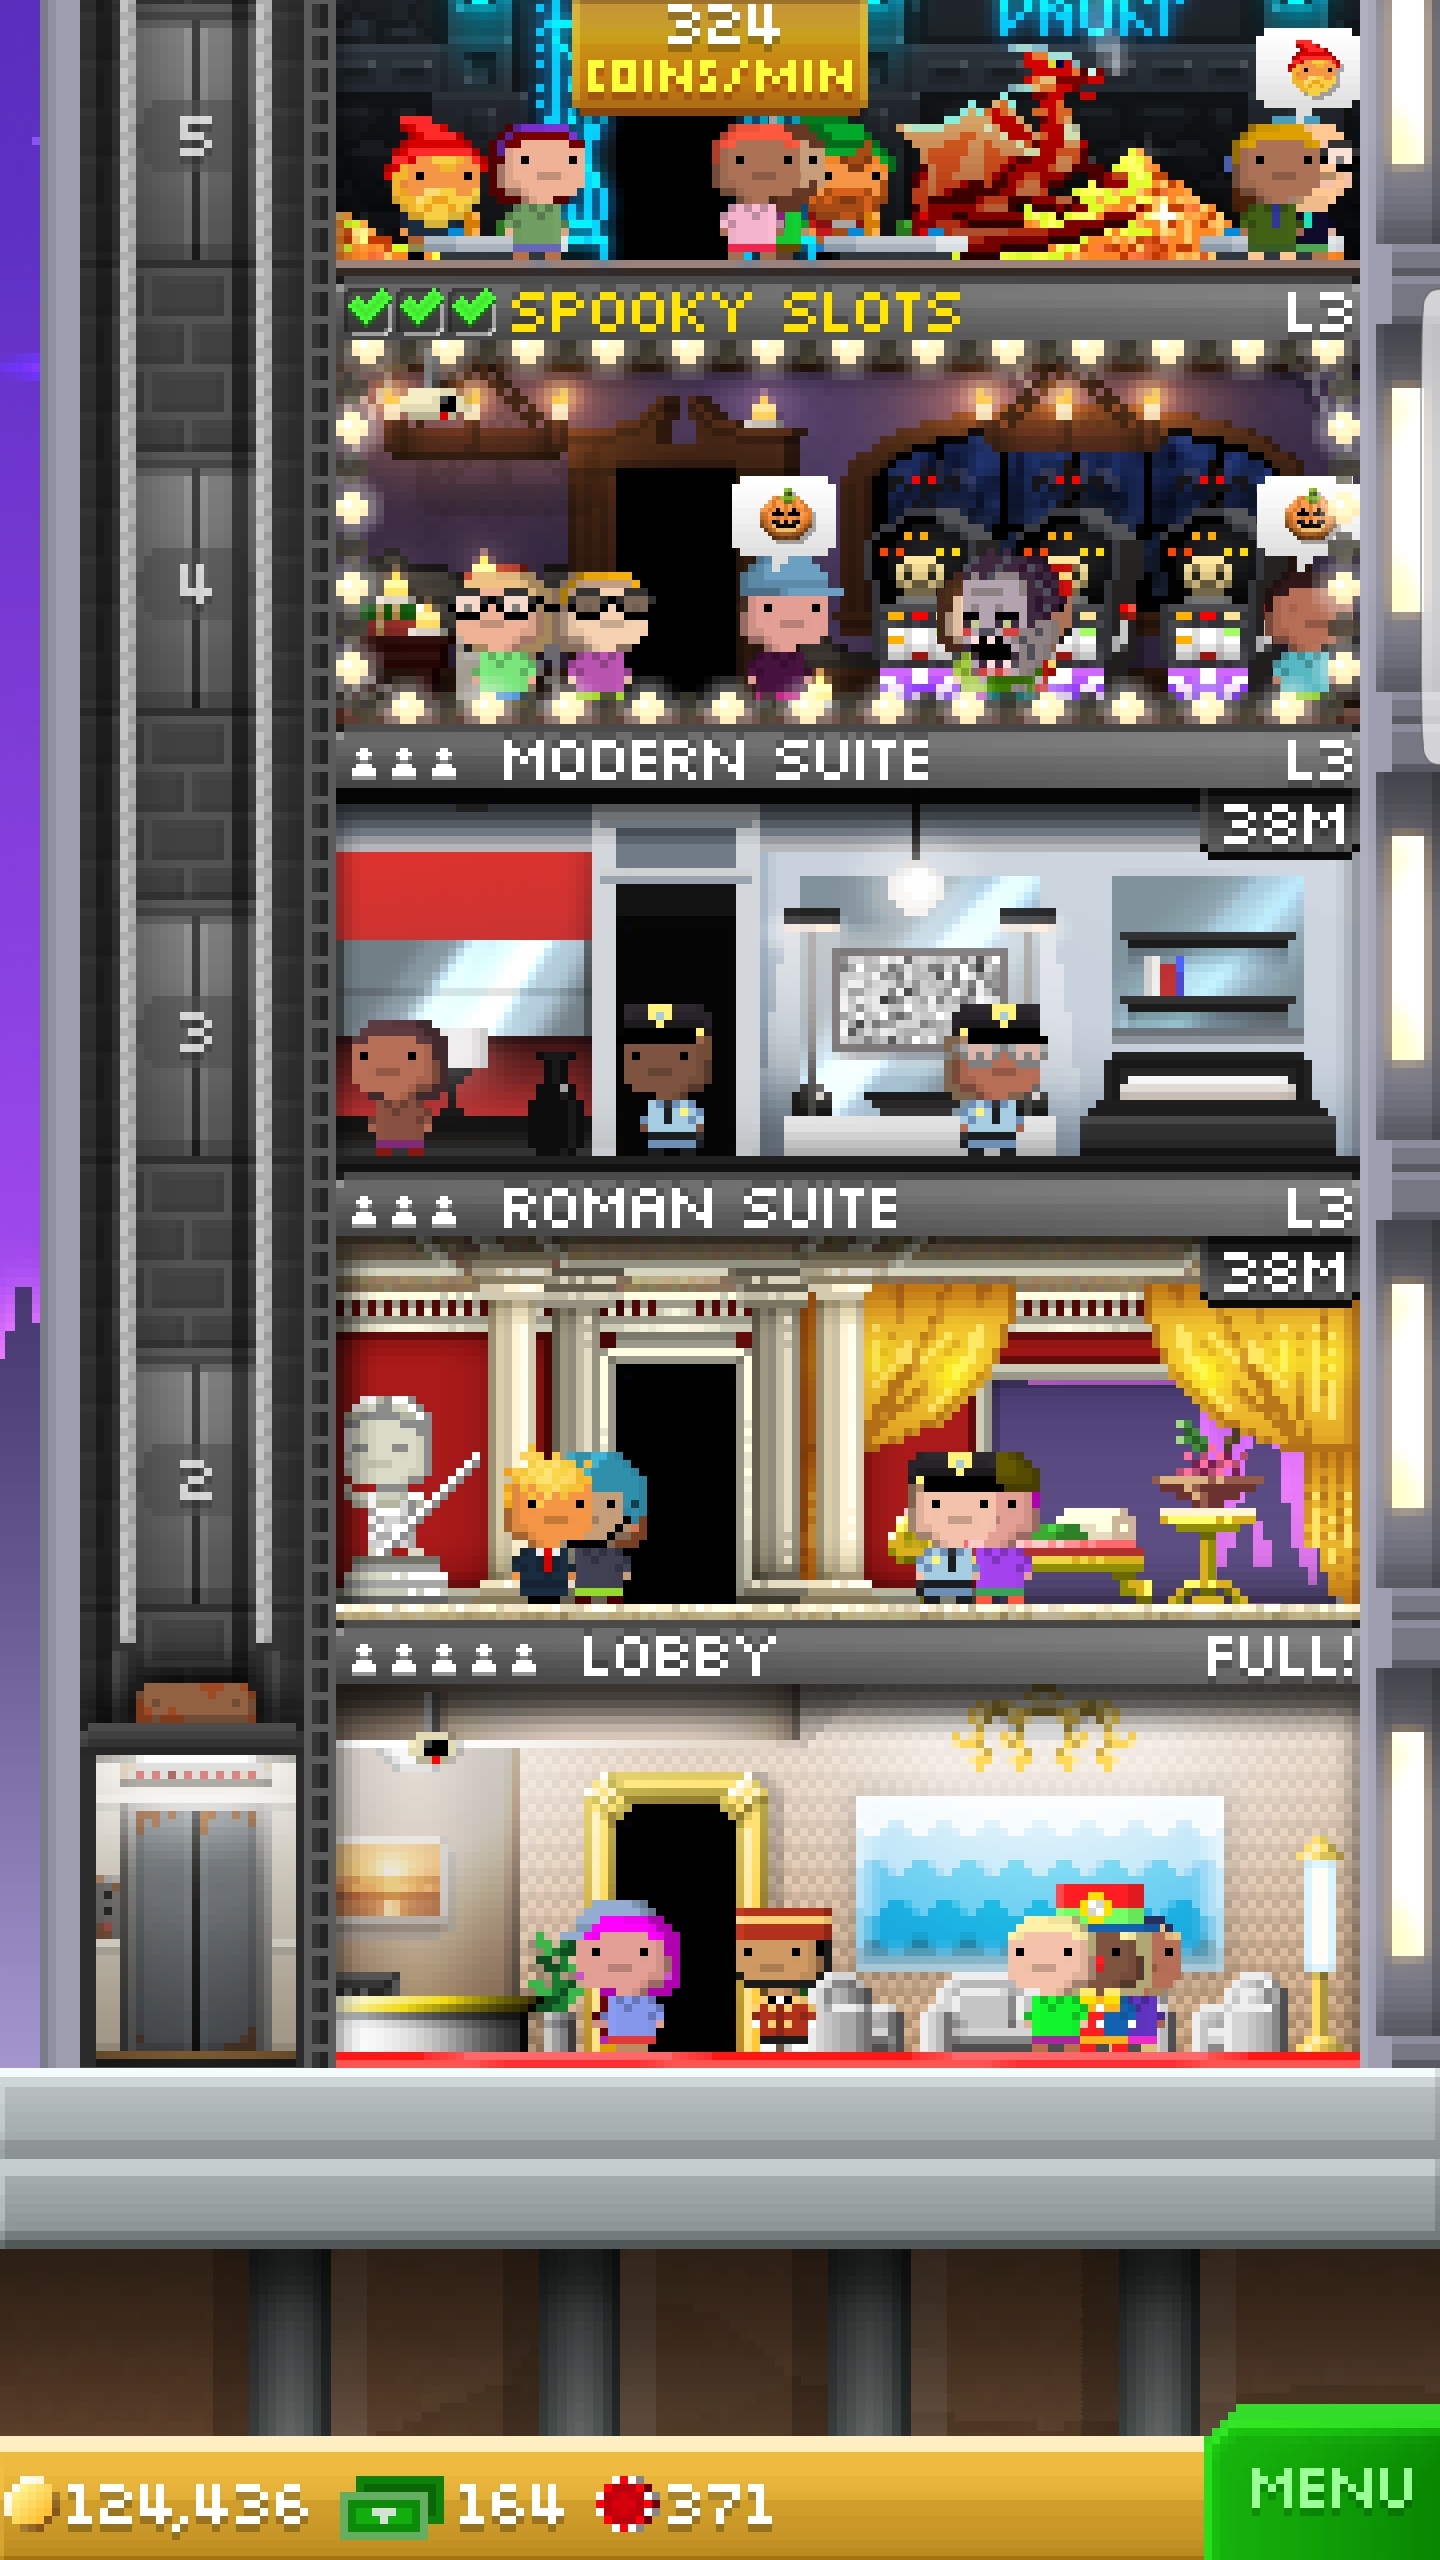 324
COINS/MIN
5
SPOOKY SLOTS L3
4
MODERN SUITE L3
38M
3
ROMAN SUITE L3
38M
2
LOBBY FULL!
124,436 164 371
MENU